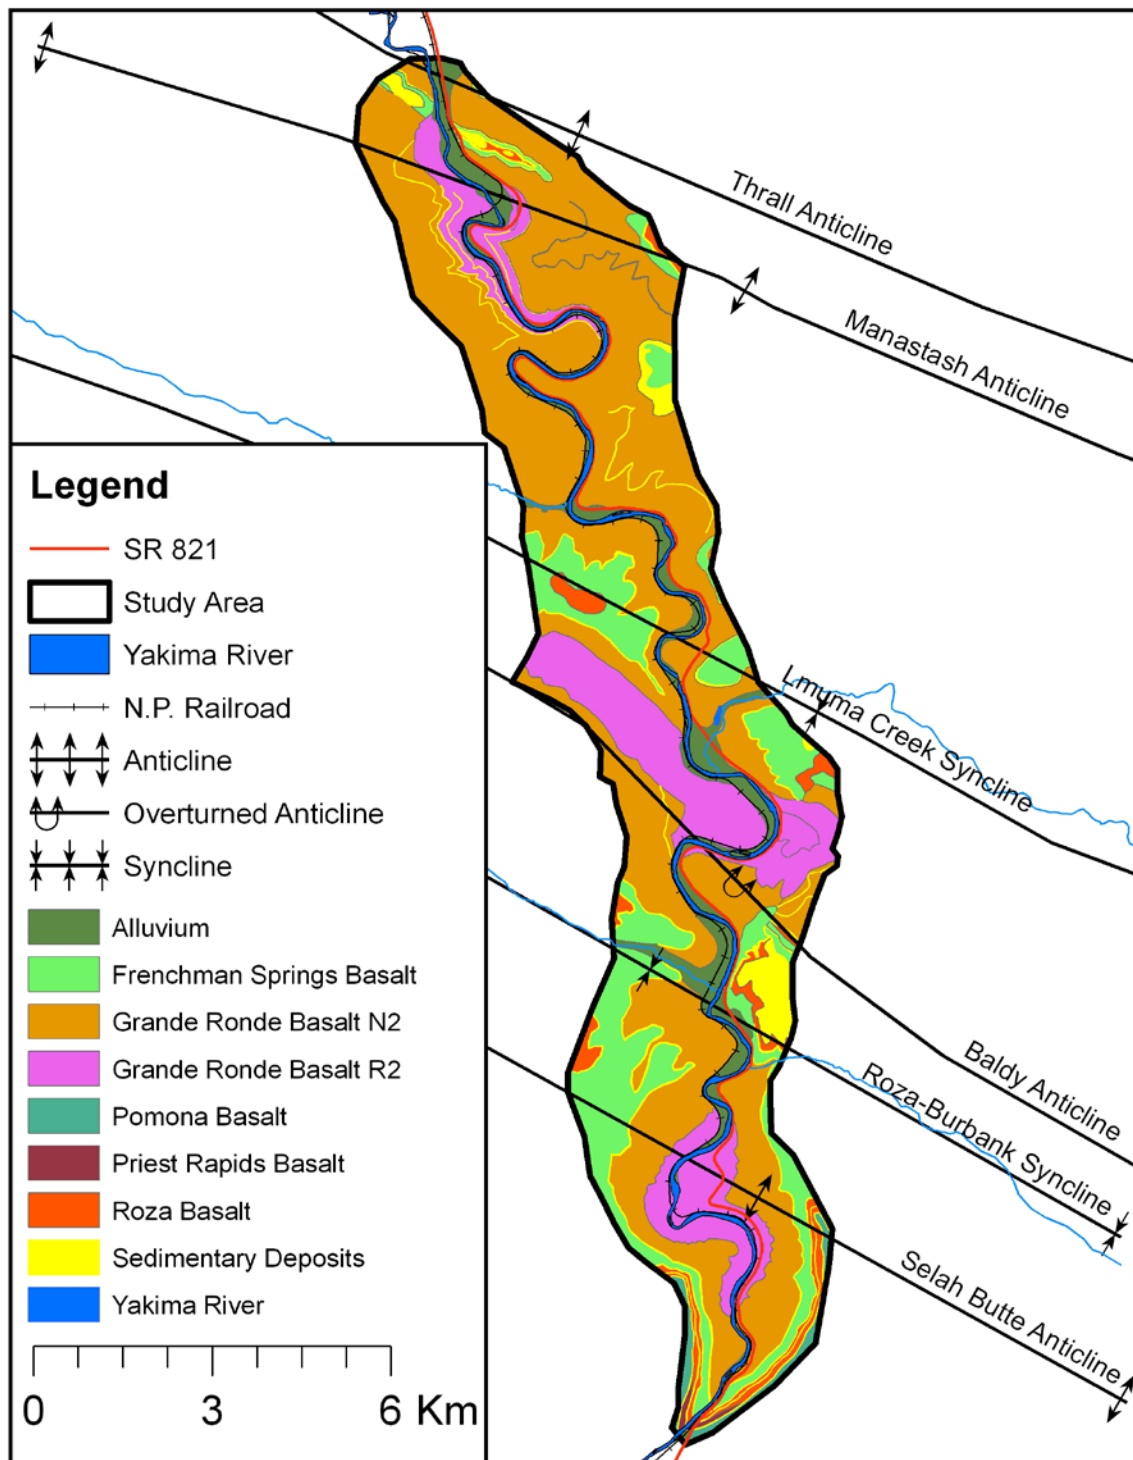 Thrall Anticline
Manastash Anticline
Lmuma Creek Syncline
Baldy Anticline
Roza-Burbank Syncline
Selah Butte Anticline
Legend
SR 821
Study Area
Yakima River
N.P. Railroad
Anticline
Overturned Anticline
Syncline
Alluvium
Frenchman Springs Basalt
Grande Ronde Basalt N2
Grande Ronde Basalt R2
Pomona Basalt
Priest Rapids Basalt
Roza Basalt
Sedimentary Deposits
Yakima River
0 3 6 Km